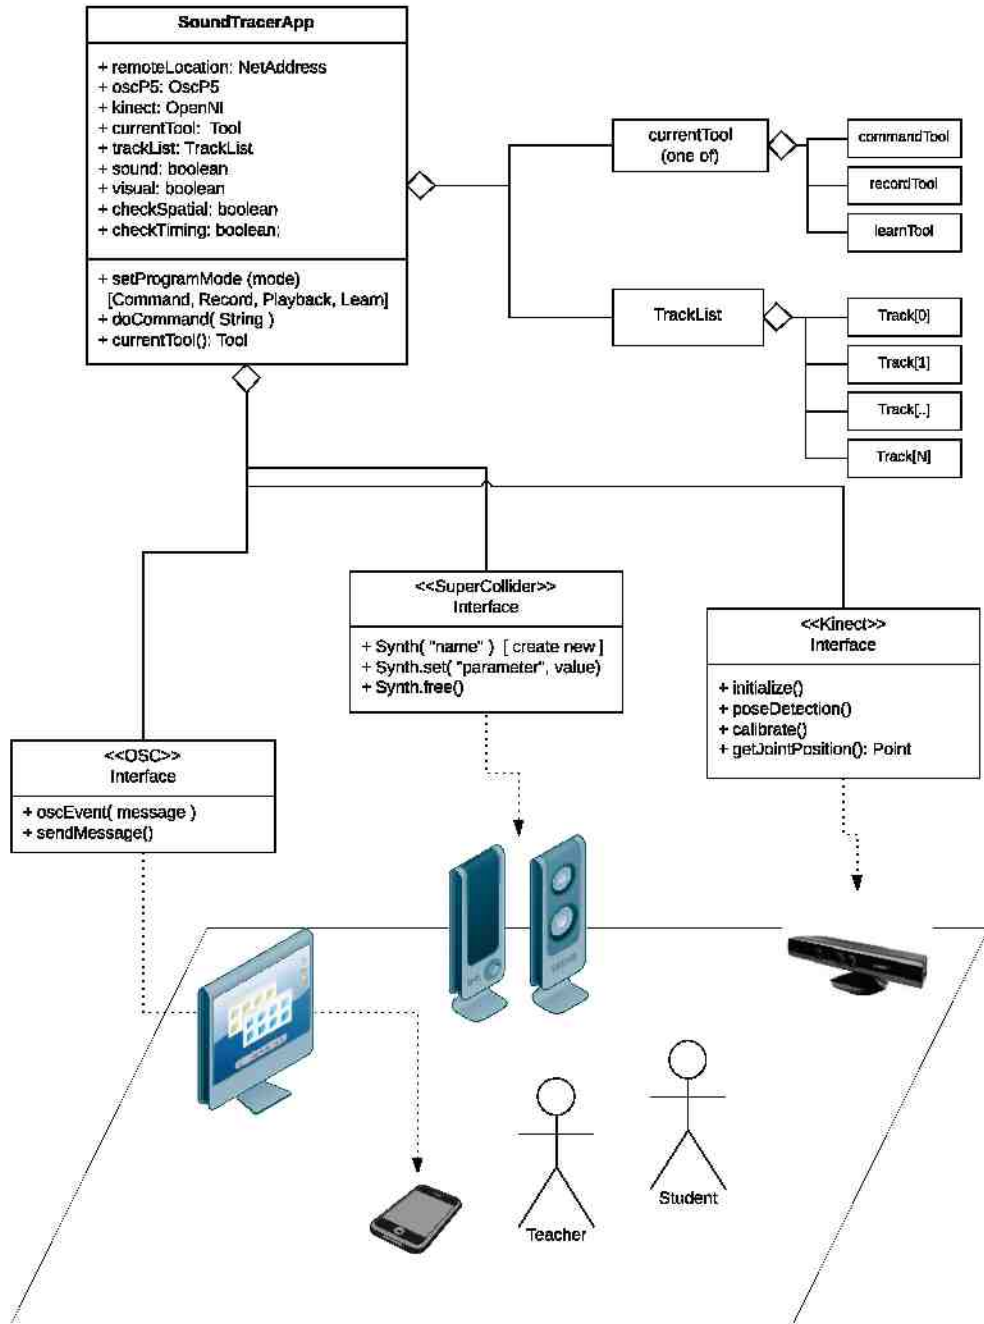 SoundTracerApp
+ remoteLocation: NetAddress
+ oscP5: OscP5
+ kinect: OpenNI
+ currentTool:  Tool
+ trackList: TrackList
+ sound: boolean
+ visual: boolean
+ checkSpatial: boolean
+ checkTiming: boolean;
+ setProgramMode (mode)
[Command, Record, Playback, Learn]
+ doCommand( String )
+ currentTool(): Tool
currentTool
(one of)
commandTool
recordTool
learnTool
TrackList
Track[0]
Track[1]
Track[..]
Track[N]
<<SuperCollider>>
Interface
+ Synth( "name" )  [ create new ]
+ Synth.set( "parameter", value)
+ Synth.free()
<<Kinect>>
Interface
+ initialize()
+ poseDetection()
+ calibrate()
+ getJointPosition(): Point
<<OSC>>
Interface
+ oscEvent( message )
+ sendMessage()
Student
Teacher